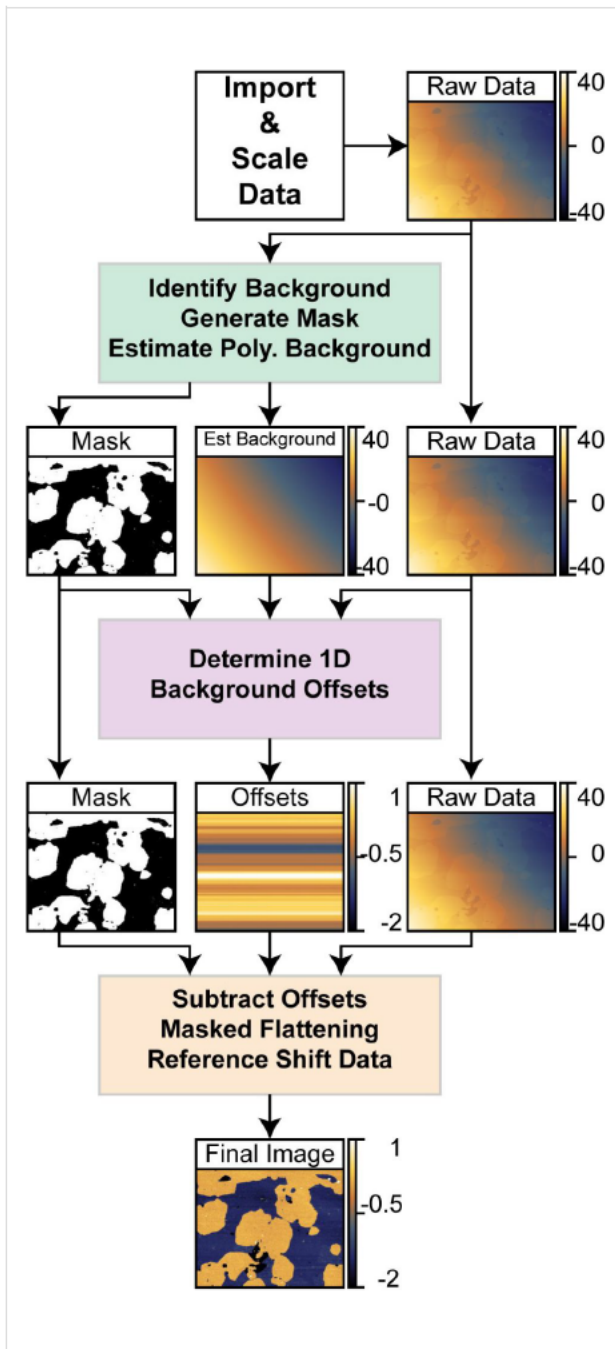 Import
&
Scale
Data
Raw Data
40
0
-40
Identify Background
Generate Mask
Estimate Poly. Background
Mask
Est Background
40
-0
-40
Raw Data
40
0
-40
Determine 1D
Background Offsets
Mask
Offsets
1
-0.5
-2
Raw Data
40
0
-40
Subtract Offsets
Masked Flattening
Reference Shift Data
Final Image
1
-0.5
-2